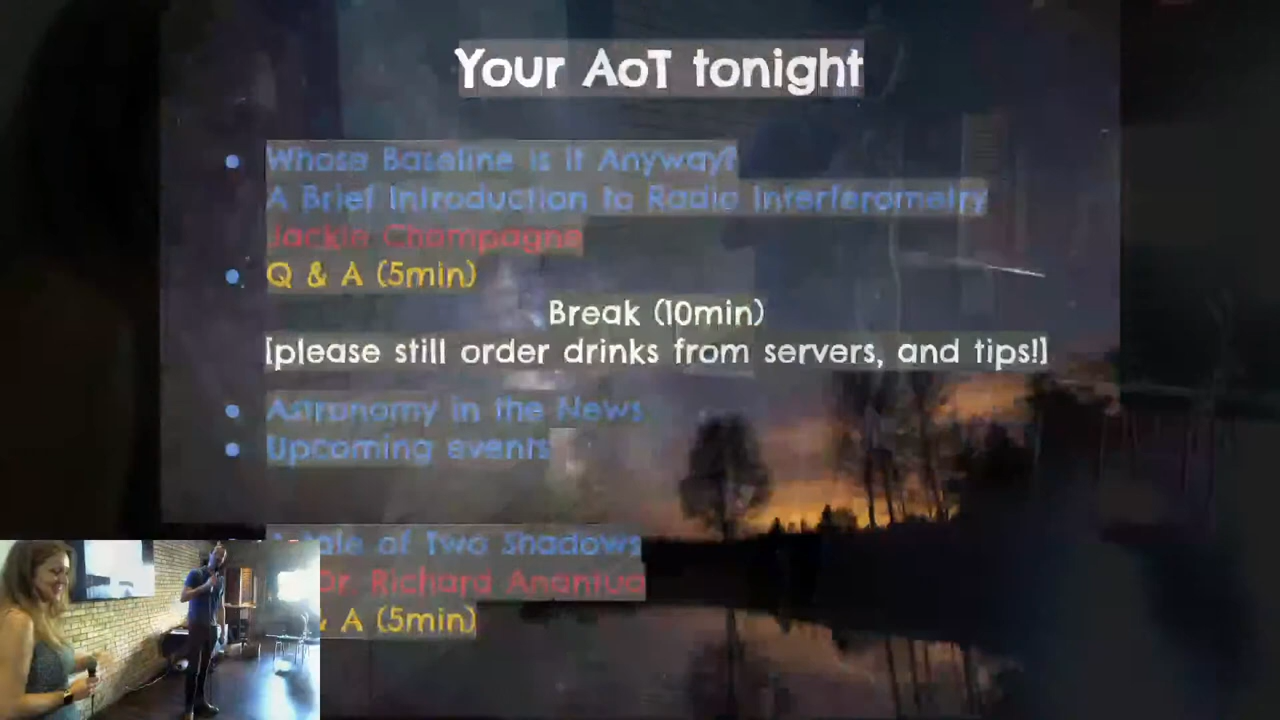 Your AoT tonight
Whose Baseline is it Anyway?
A Brief Introduction to Radio Interferometry
Jackie Champagne
Q & A (5min)
Break (10min)
[please still order drinks from servers, and tips!]
Astronomy in the News
Upcoming events
Tale of Two Shadows
Dr. Richard Anantua
& A (5min)